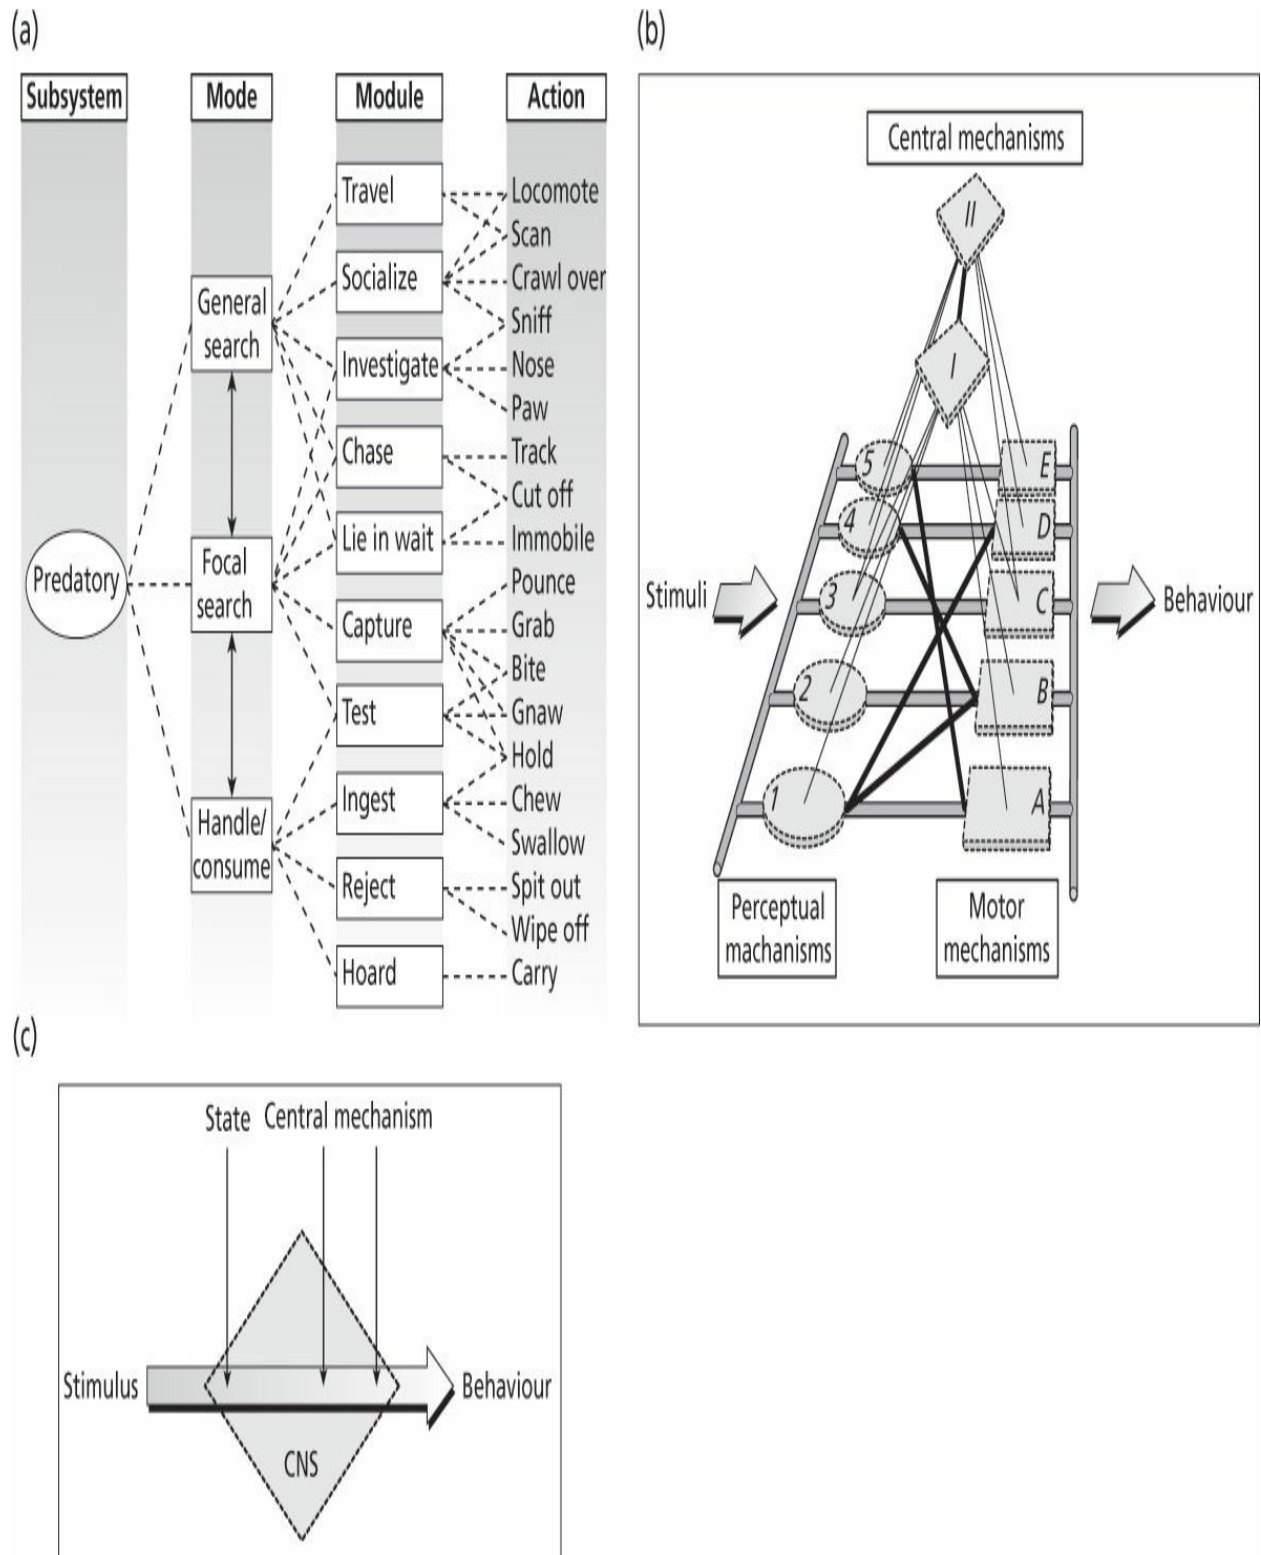 (a)
Subsystem
Mode
Module
Action
Predatory
General
search
Focal
search
Handle/
consume
Travel
Socialize
Investigate
Chase
Lie in wait
Capture
Test
Ingest
Reject
Hoard
Locomote
Scan
Crawl over
Sniff
Nose
Paw
Track
Cut off
Immobile
Pounce
Grab
Bite
Gnaw
Hold
Chew
Swallow
Spit out
Wipe off
Carry
(b)
Central mechanisms
II
I
5
E
4
D
3
C
2
B
1
A
Stimuli
Behaviour
Perceptual
machanisms
Motor
mechanisms
(c)
State
Central mechanism
Stimulus
Behaviour
CNS